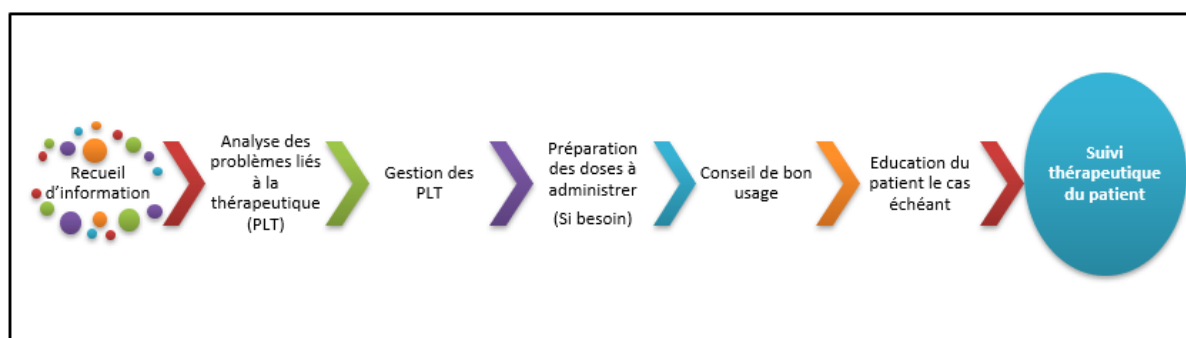 Recueil
d'information
Analyse des
problèmes liés
à la
thérapeutique
(PLT)
Gestion des
PLT
Préparation
des doses à
administrer
(Si besoin)
Conseil de bon
usage
Education du
patient le cas
échéant
Suivi
thérapeutique
du patient